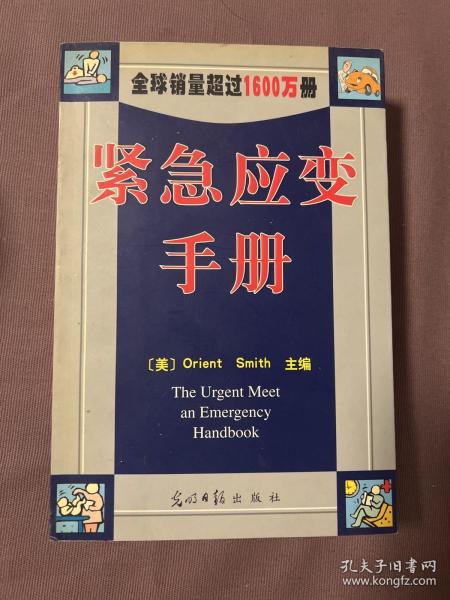 全球销量超过1600万册
紧急应变
手册
〔美〕Orient Smith 主编
The Urgent Meet
an Emergency
Handbook
光明日报出版社
孔夫子旧书网
www.kongfz.com